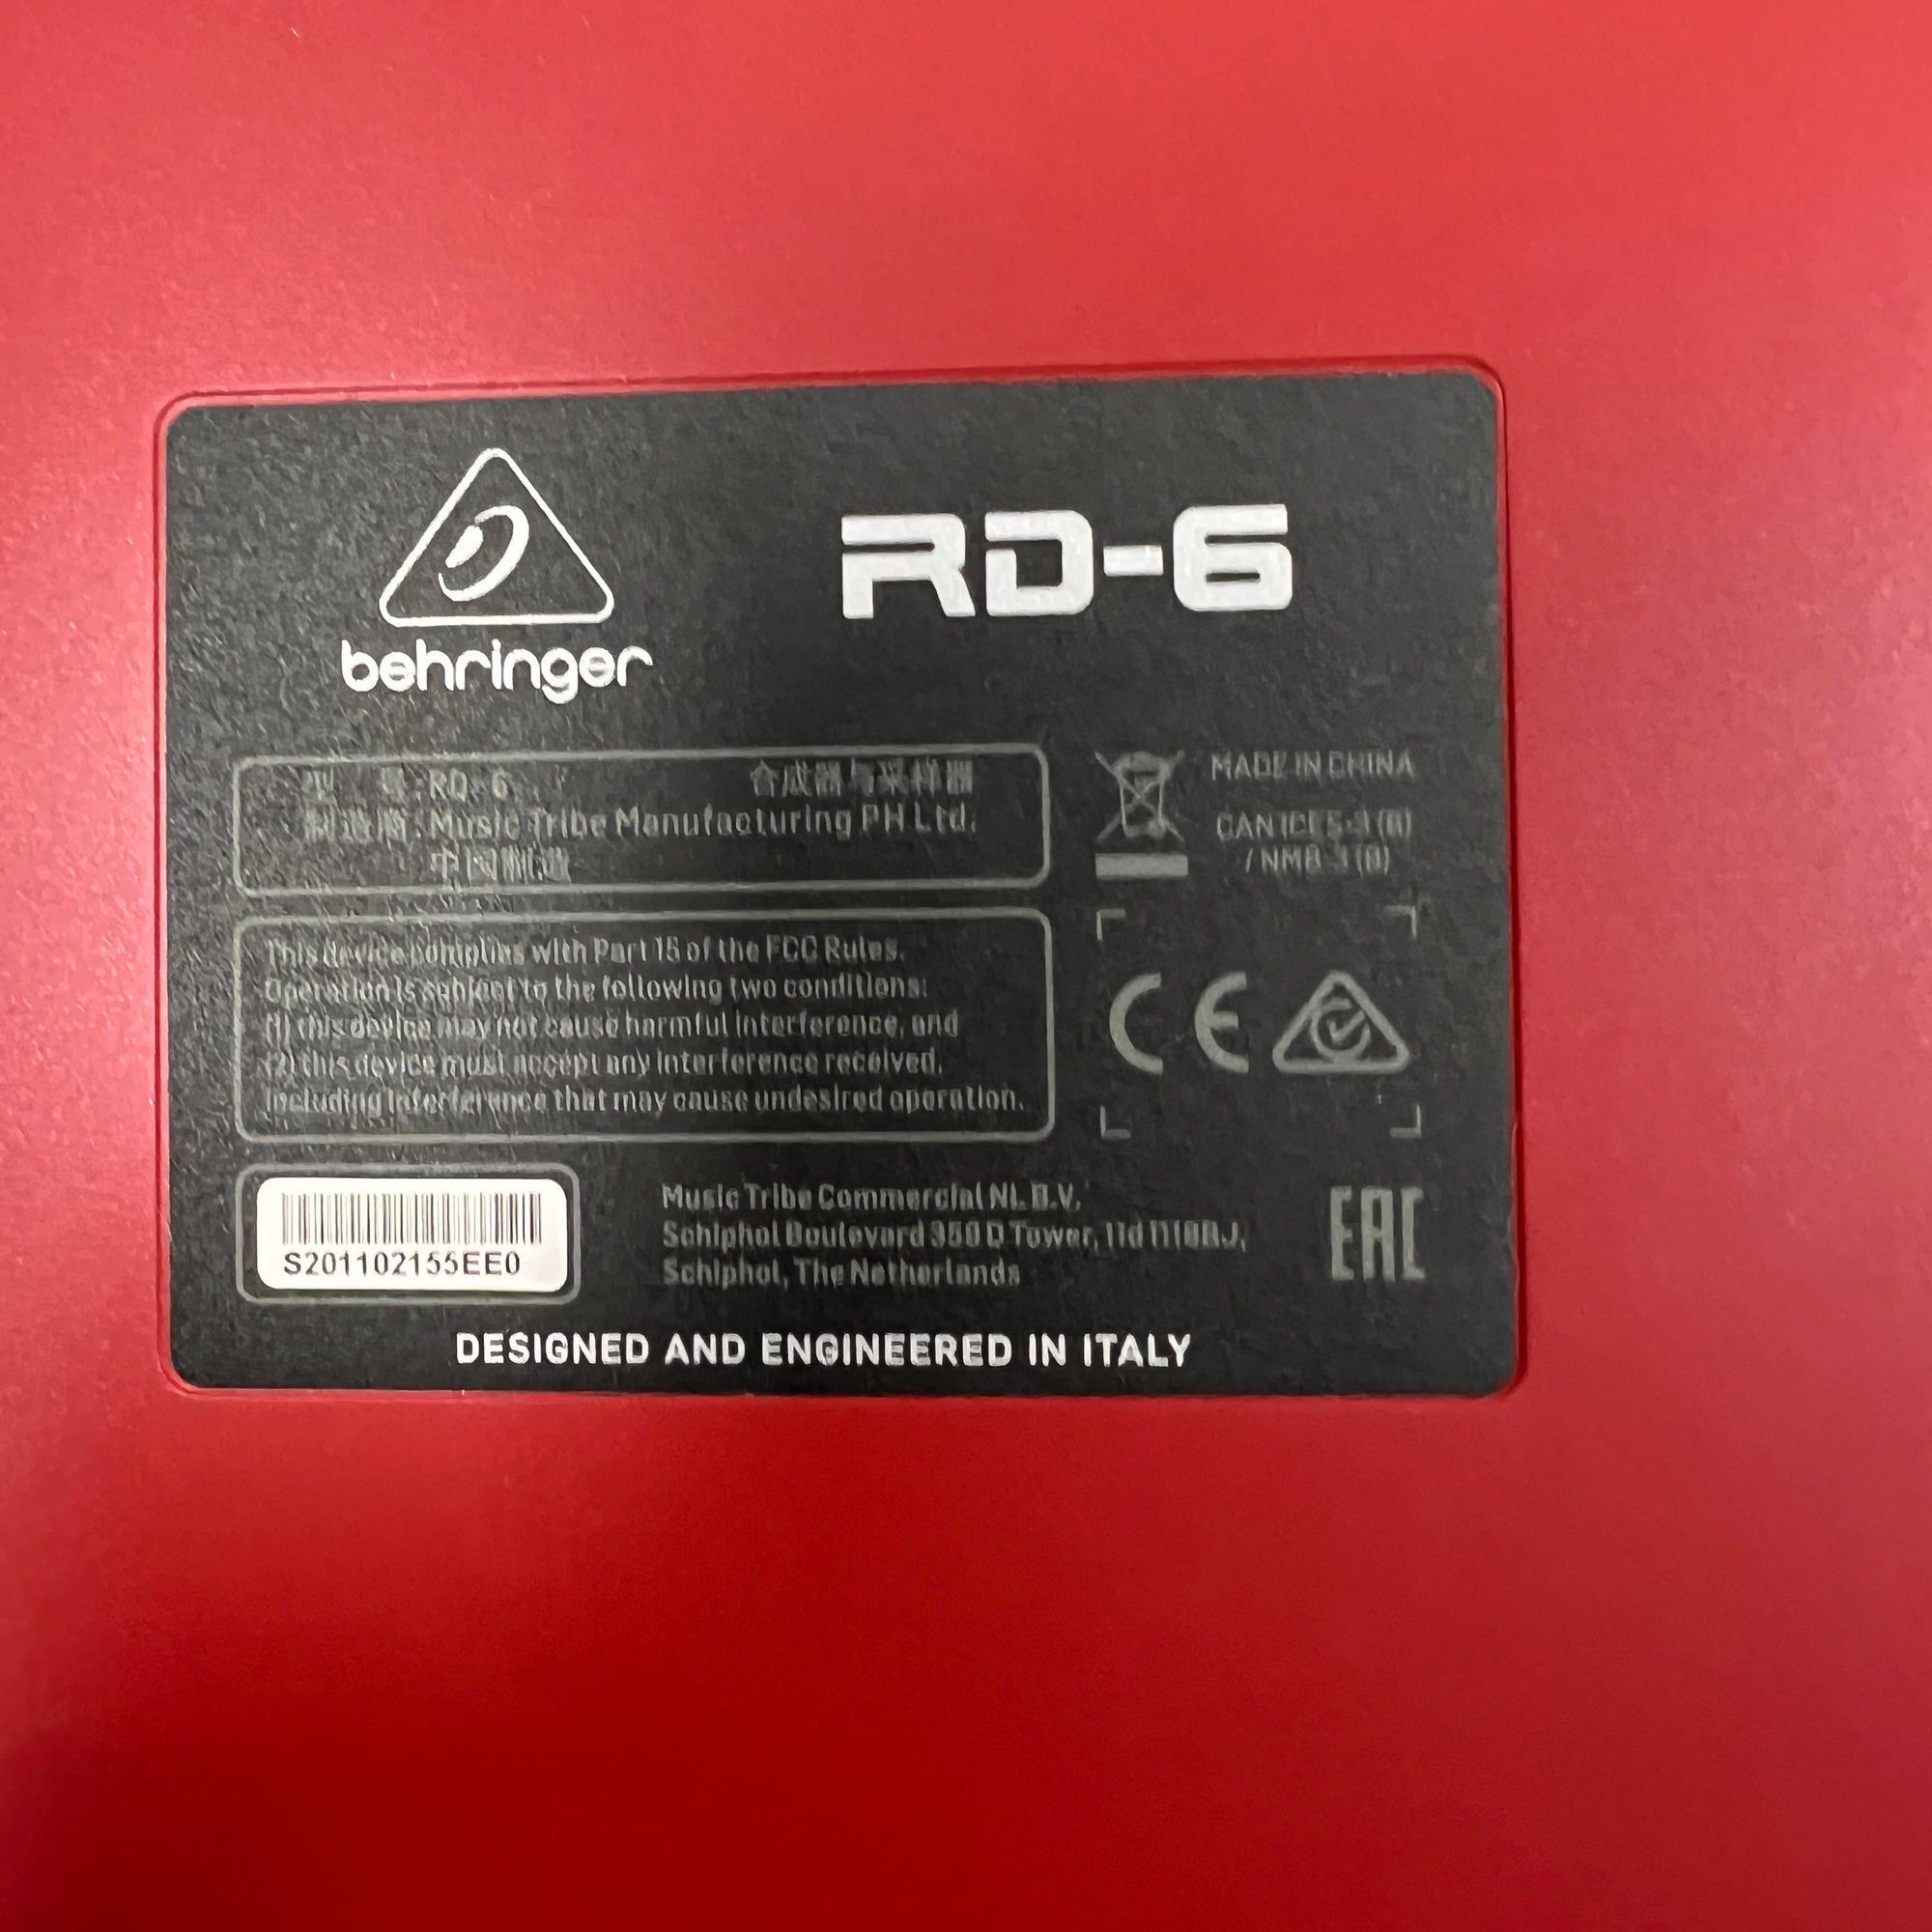 behringer
RD-6
型 号: RD-6 合成器与采样器
制造商: Music Tribe Manufacturing PH Ltd.
中国制造
MADE IN CHINA
CAN ICES-3 (B)
/ NMB-3 (B)
This device complies with Part 15 of the FCC Rules.
Operation is subject to the following two conditions:
(1) this device may not cause harmful interference, and
(2) this device must accept any interference received,
including interference that may cause undesired operation.
CE
S201102155EE0
Music Tribe Commercial NL B.V.
Schiphol Boulevard 359 D Tower,
Schiphol, The Netherlands
EAC
DESIGNED AND ENGINEERED IN ITALY